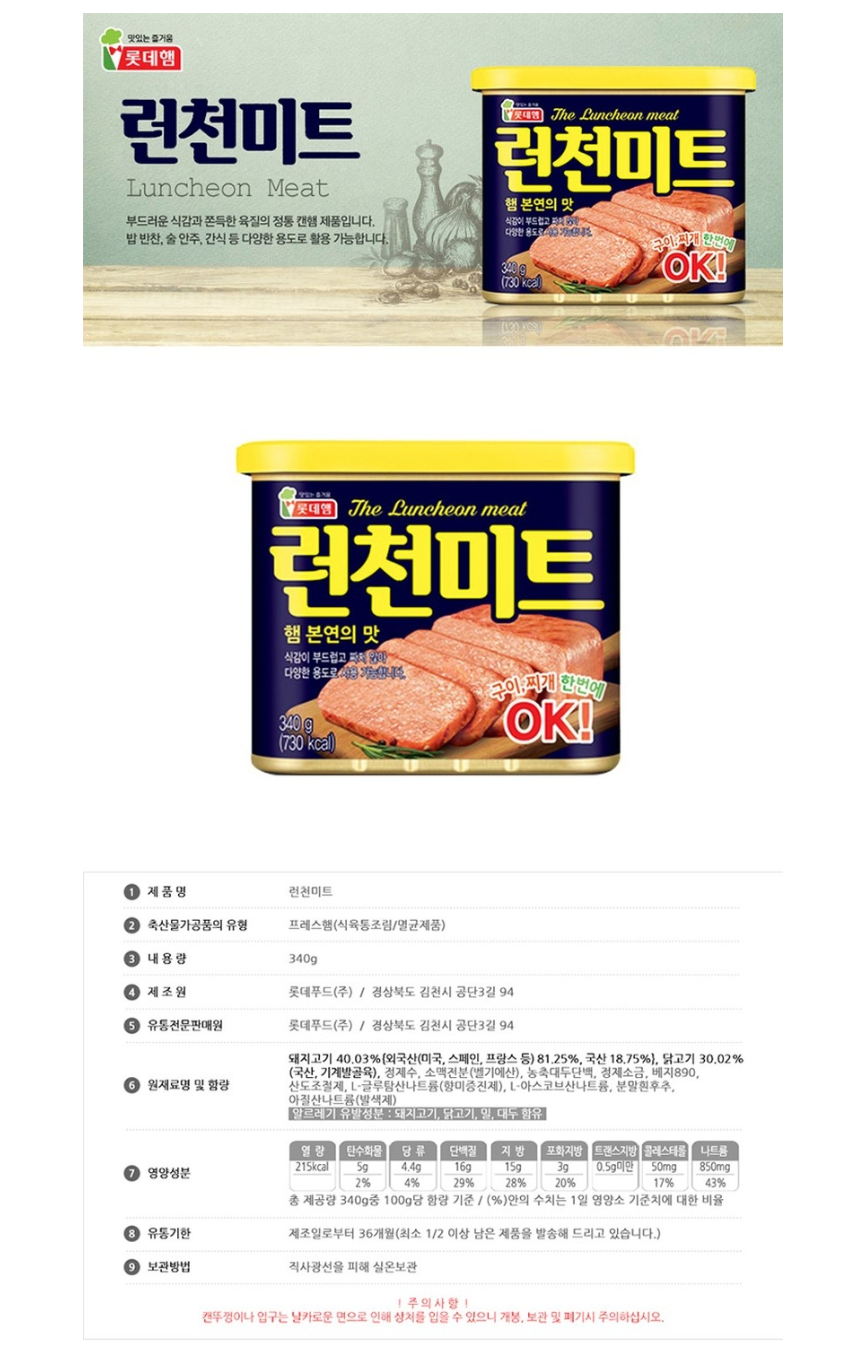 맛있는 즐거움
롯데햄
런천미트
Luncheon Meat
부드러운 식감과 쫀득한 육질의 정통 캔햄 제품입니다.
밥 반찬, 술 안주, 간식 등 다양한 용도로 활용 가능합니다.
맛있는 즐거움
롯데햄
The Luncheon meat
런천미트
햄 본연의 맛
식감이 부드럽고 짜지 않아
다양한 용도로 사용 가능합니다.
구이, 찌개 한번에
OK!
340 g
(730 kcal)
맛있는 즐거움
롯데햄
The Luncheon meat
런천미트
햄 본연의 맛
식감이 부드럽고 짜지 않아
다양한 용도로 사용 가능합니다.
구이, 찌개 한번에
OK!
340 g
(730 kcal)
1 제 품 명 런천미트
2 축산물가공품의 유형 프레스햄(식육통조림/멸균제품)
3 내 용 량 340g
4 제 조 원 롯데푸드(주) / 경상북도 김천시 공단3길 94
5 유통전문판매원 롯데푸드(주) / 경상북도 김천시 공단3길 94
6 원재료명 및 함량
돼지고기 40.03%{외국산(미국, 스페인, 프랑스 등) 81.25%, 국산 18.75%}, 닭고기 30.02%
(국산, 기계발골육), 정제수, 소맥전분(벨기에산), 농축대두단백, 정제소금, 베지890,
산도조절제, L-글루탐산나트륨(향미증진제), L-아스코브산나트륨, 분말흰후추,
아질산나트륨(발색제)
알르레기 유발성분 : 돼지고기, 닭고기, 밀, 대두 함유
7 영양성분
열 량 탄수화물 당 류 단백질 지 방 포화지방 트랜스지방 콜레스테롤 나트륨
215kcal 5g 4.4g 16g 15g 3g 0.5g미만 50mg 850mg
2% 4% 29% 28% 20% 17% 43%
총 제공량 340g중 100g당 함량 기준 / (%)안의 수치는 1일 영양소 기준치에 대한 비율
8 유통기한 제조일로부터 36개월(최소 1/2 이상 남은 제품을 발송해 드리고 있습니다.)
9 보관방법 직사광선을 피해 실온보관
! 주 의 사 항 !
캔뚜껑이나 입구는 날카로운 면으로 인해 상처를 입을 수 있으니 개봉, 보관 및 폐기시 주의하십시오.